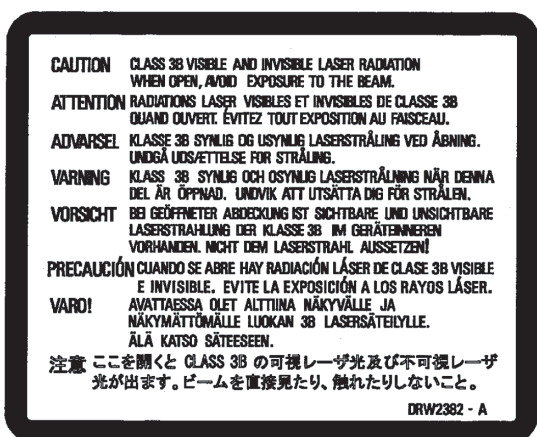 CAUTION CLASS 3B VISIBLE AND INVISIBLE LASER RADIATION
WHEN OPEN, AVOID EXPOSURE TO THE BEAM.
ATTENTION RADIATIONS LASER VISIBLES ET INVISIBLES DE CLASSE 3B
QUAND OUVERT. ÉVITEZ TOUT EXPOSITION AU FAISCEAU.
ADVARSEL KLASSE 3B SYNLIG OG USYNLIG LASERSTRÅLING VED ÅBNING.
UNDGÅ UDSÆTTELSE FOR STRÅLING.
VARNING KLASS 3B SYNLIG OCH OSYNLIG LASERSTRÅLNING NÄR DENNA
DEL ÄR ÖPPNAD. UNDVIK ATT UTSÄTTA DIG FÖR STRÅLEN.
VORSICHT BEI GEÖFFNETER ABDECKUNG IST SICHTBARE UND UNSICHTBARE
LASERSTRAHLUNG DER KLASSE 3B IM GERÄTEINNEREN
VORHANDEN. NICHT DEM LASERSTRAHL AUSSETZEN!
PRECAUCIÓN CUANDO SE ABRE HAY RADIACIÓN LÁSER DE CLASE 3B VISIBLE
E INVISIBLE. EVITE LA EXPOSICIÓN A LOS RAYOS LÁSER.
VARO! AVATTAESSA OLET ALTTIINA NÄKYVÄLLE JA
NÄKYMÄTTÖMÄLLE LUOKAN 3B LASERSÄTEILYLLE.
ÄLÄ KATSO SÄTEESEEN.
注意 ここを開くと CLASS 3B の可視レーザ光及び不可視レーザ
光が出ます。ビームを直接見たり、触れたりしないこと。
DRW2382 - A